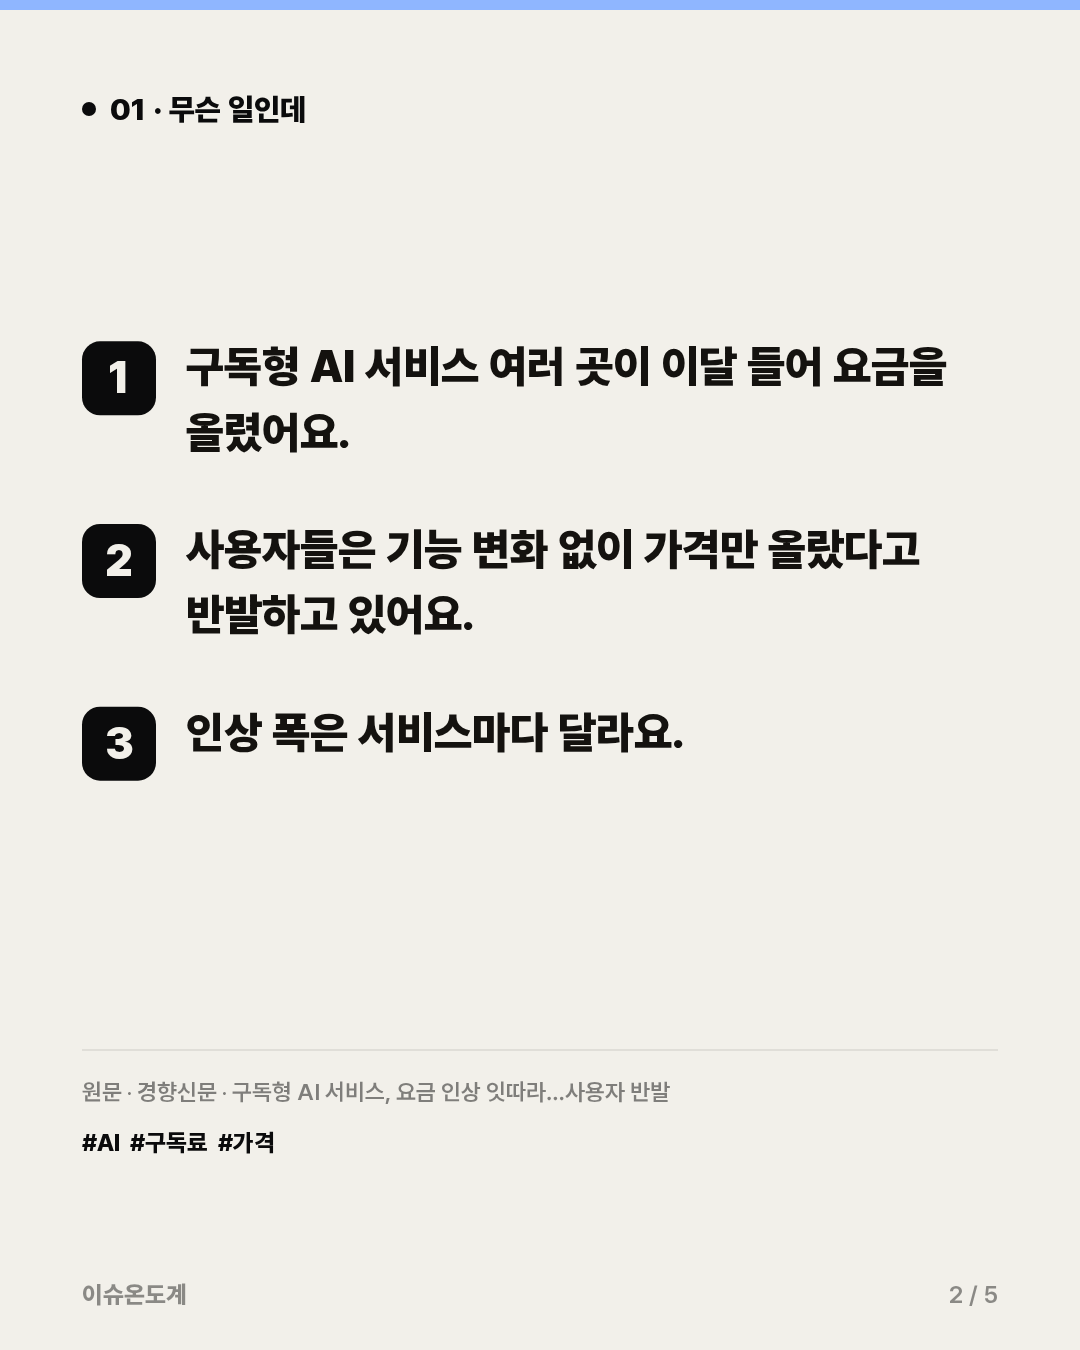 01 · 무슨 일인데
1 구독형 AI 서비스 여러 곳이 이달 들어 요금을
올렸어요.
2 사용자들은 기능 변화 없이 가격만 올랐다고
반발하고 있어요.
3 인상 폭은 서비스마다 달라요.
원문 · 경향신문 · 구독형 AI 서비스, 요금 인상 잇따라…사용자 반발
#AI #구독료 #가격
이슈온도계
2 / 5